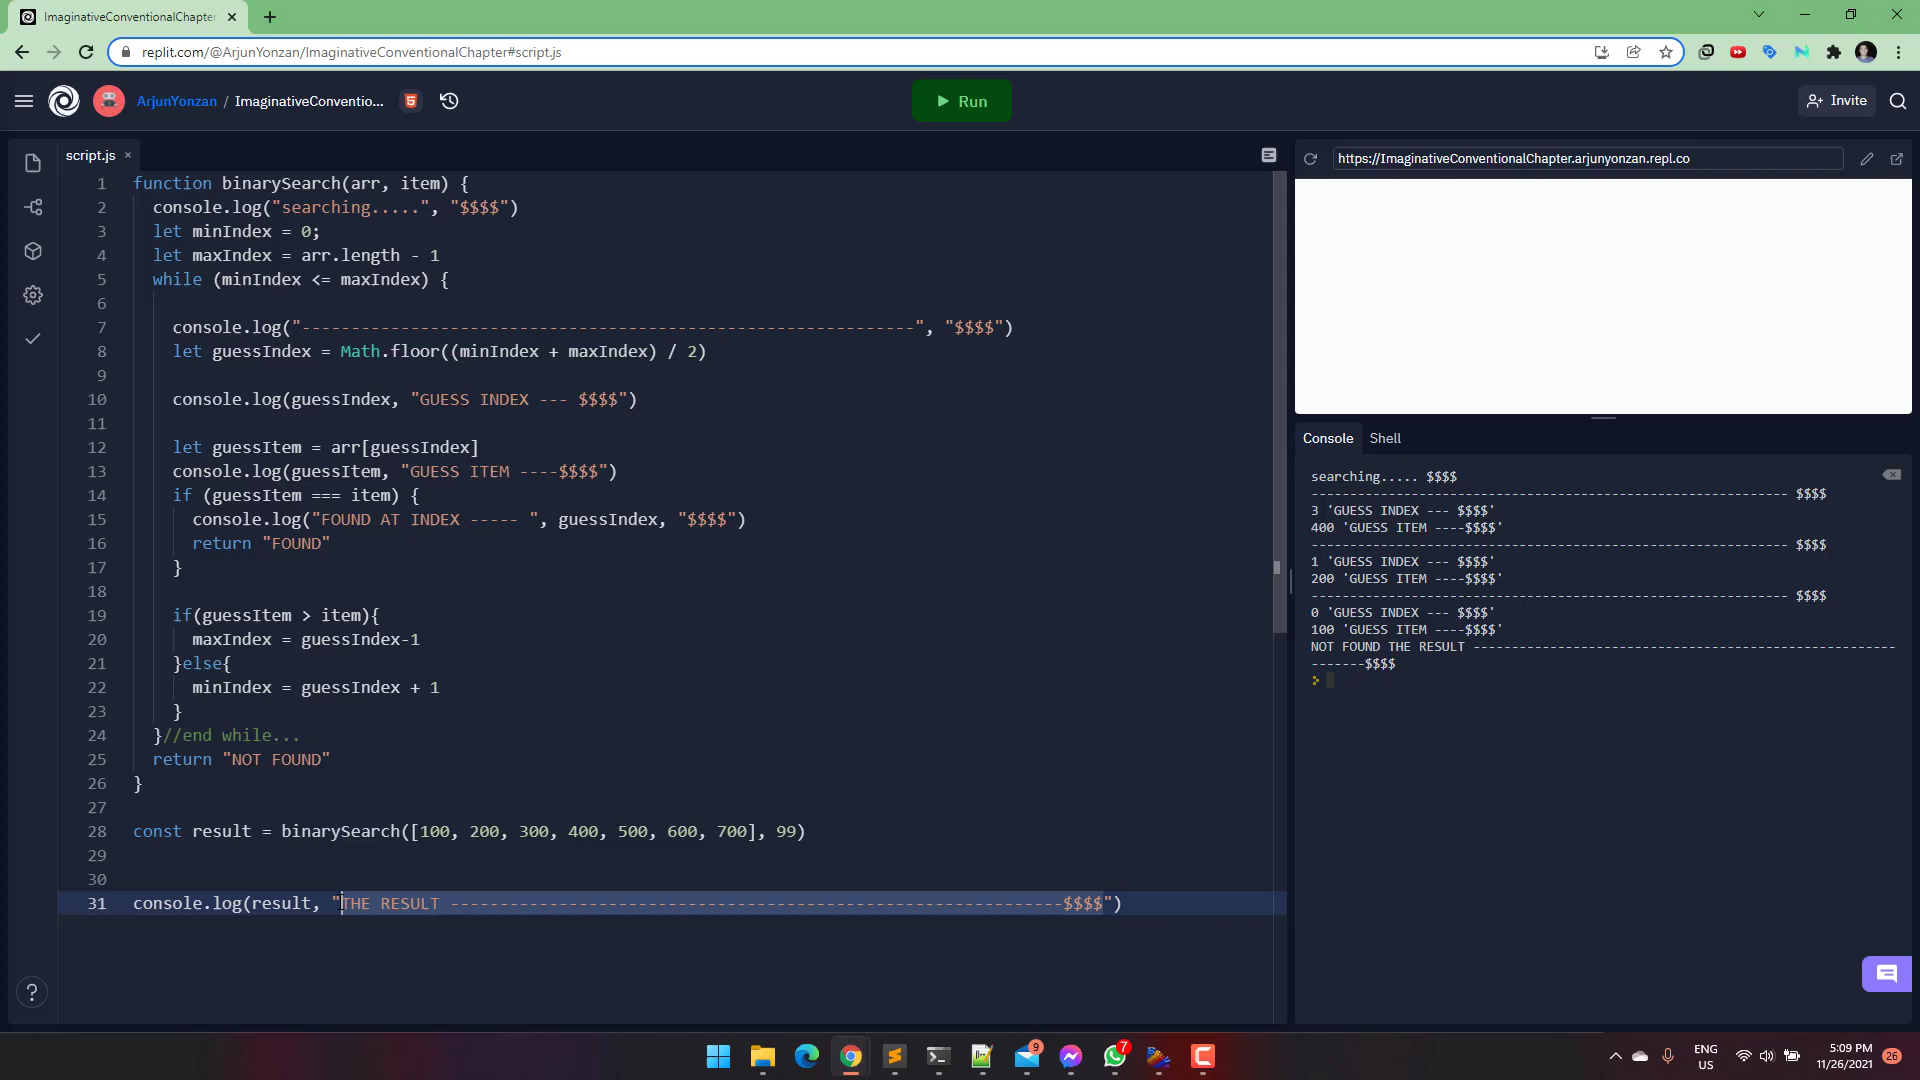 ImaginativeConventionalChapter
replit.com/@ArjunYonzan/ImaginativeConventionalChapter#script.js
ArjunYonzan / ImaginativeConventio...
Run
Invite
script.js
https://ImaginativeConventionalChapter.arjunyonzan.repl.co
1 function binarySearch(arr, item) {
2 console.log("searching.....", "$$$$")
3 let minIndex = 0;
4 let maxIndex = arr.length - 1
5 while (minIndex <= maxIndex) {
6
7 console.log("--------------------------------------------------------------", "$$$$")
8 let guessIndex = Math.floor((minIndex + maxIndex) / 2)
9
10 console.log(guessIndex, "GUESS INDEX --- $$$$")
11
12 let guessItem = arr[guessIndex]
13 console.log(guessItem, "GUESS ITEM ----$$$$")
14 if (guessItem === item) {
15 console.log("FOUND AT INDEX ----- ", guessIndex, "$$$$")
16 return "FOUND"
17 }
18
19 if(guessItem > item){
20 maxIndex = guessIndex-1
21 }else{
22 minIndex = guessIndex + 1
23 }
24 }//end while...
25 return "NOT FOUND"
26 }
27
28 const result = binarySearch([100, 200, 300, 400, 500, 600, 700], 99)
29
30
31 console.log(result, "THE RESULT --------------------------------------------------------------$$$$")
Console
Shell
searching..... $$$$
-------------------------------------------------------------- $$$$
3 'GUESS INDEX --- $$$$'
400 'GUESS ITEM ----$$$$'
-------------------------------------------------------------- $$$$
1 'GUESS INDEX --- $$$$'
200 'GUESS ITEM ----$$$$'
-------------------------------------------------------------- $$$$
0 'GUESS INDEX --- $$$$'
100 'GUESS ITEM ----$$$$'
NOT FOUND THE RESULT -------------------------------------------------------
-------$$$$
?
9
7
ENG
US
5:09 PM
11/26/2021
26